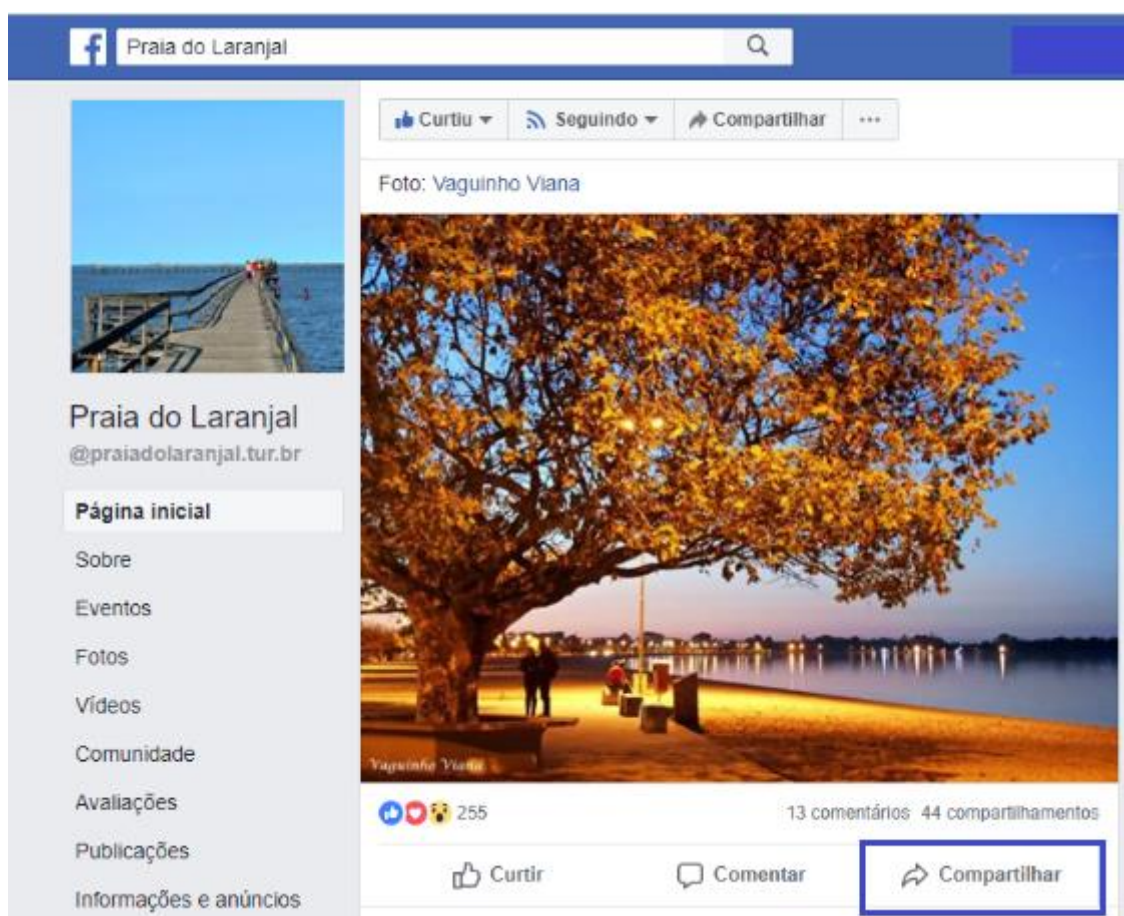 f Praia do Laranjal
Curtiu Seguindo Compartilhar ...
Foto: Vaguinho Viana
Vaguinho Viana
Praia do Laranjal
@praiadolaranjal.tur.br
Página inicial
Sobre
Eventos
Fotos
Vídeos
Comunidade
Avaliações
Publicações
Informações e anúncios
255 13 comentários 44 compartilhamentos
Curtir Comentar Compartilhar